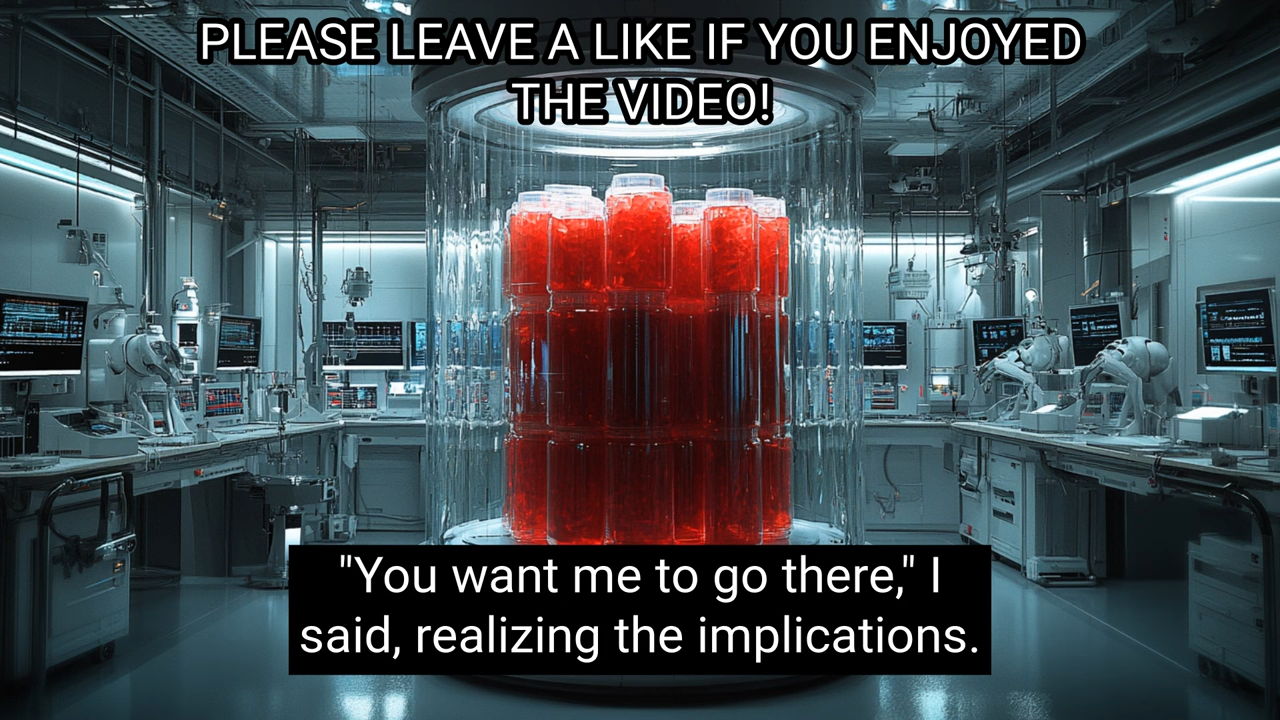 PLEASE LEAVE A LIKE IF YOU ENJOYED
THE VIDEO!
"You want me to go there," I
said, realizing the implications.